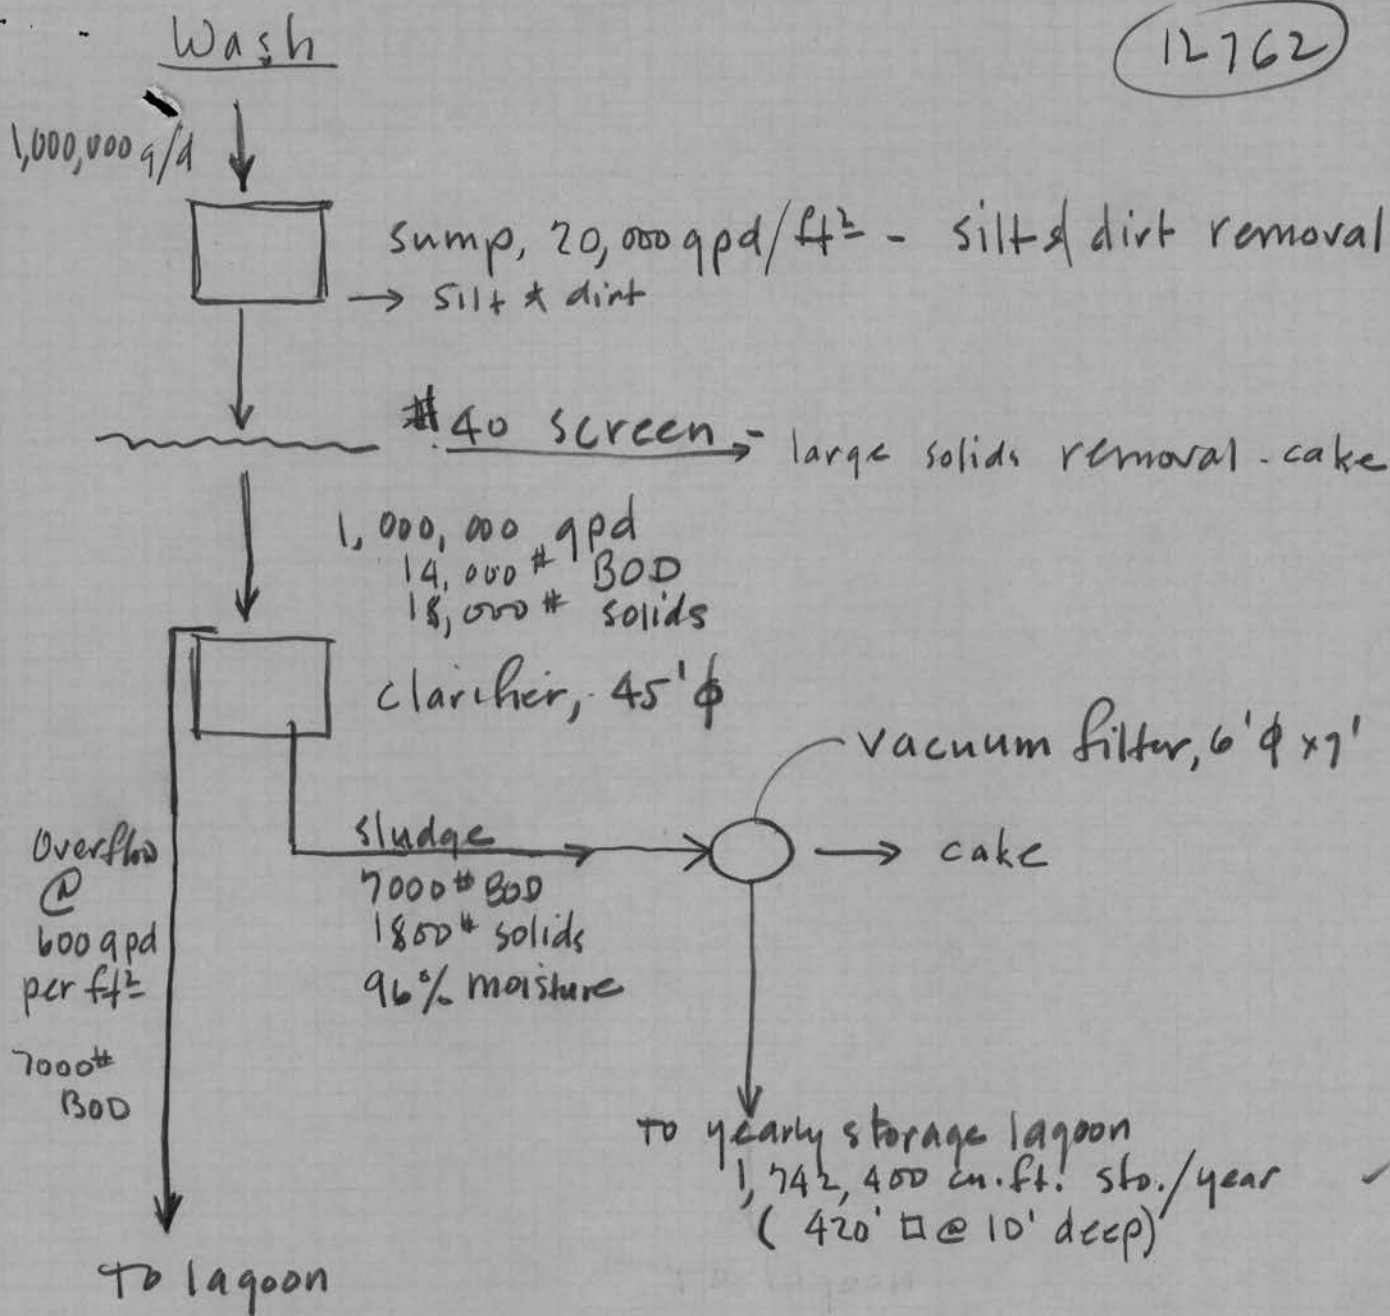 Wash
12762
1,000,000 g/d
sump, 20,000 gpd/ft² - silt & dirt removal
→ silt & dirt
#40 screen - large solids removal - cake
1,000,000 gpd
14,000# BOD
18,000# solids
clarifier, 45'ϕ
vacuum filter, 6'ϕ x 9'
sludge
→ cake
7000# BOD
1800# solids
96% moisture
Overflow
@
600 gpd
per ft²
7000#
BOD
To yearly storage lagoon
1,742,400 cu.ft. sto./year
( 420' □ @ 10' deep)
To lagoon